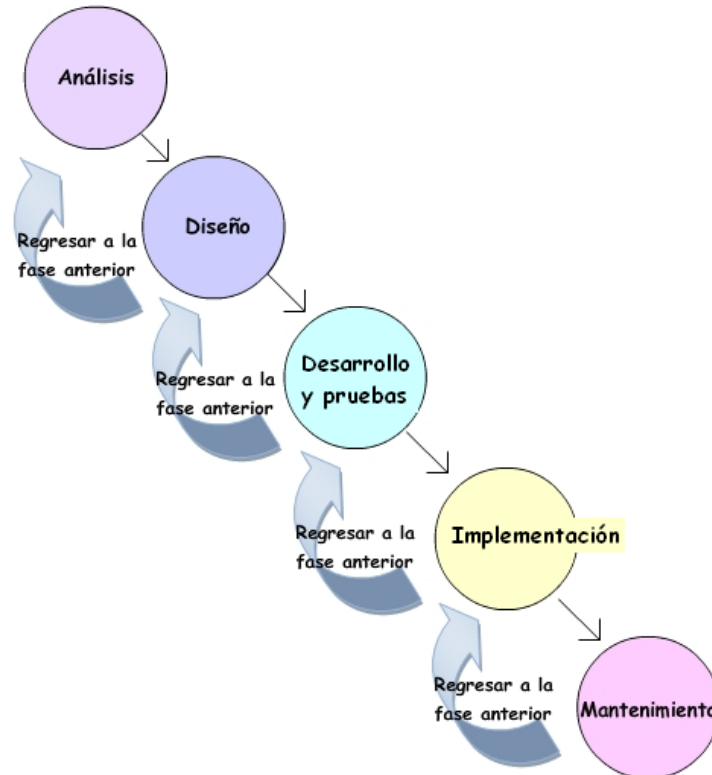 Análisis
Diseño
Regresar a la
fase anterior
Desarrollo
y pruebas
Regresar a la
fase anterior
Implementación
Regresar a la
fase anterior
Regresar a la
fase anterior
Mantenimiento